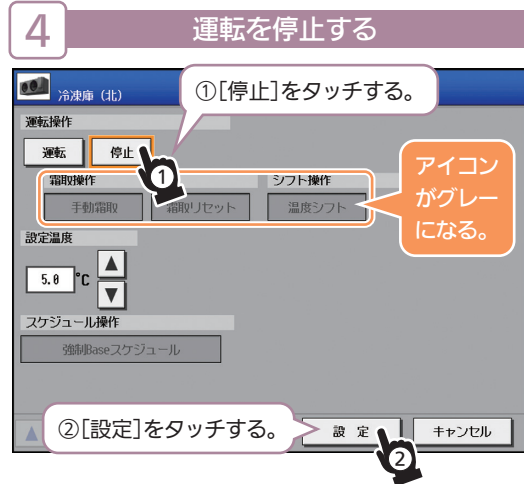 4 運転を停止する
冷凍庫（北）
①[停止]をタッチする。
運転操作
運転 停止
1
霜取操作 シフト操作
手動霜取 霜取リセット 温度シフト
アイコン
がグレー
になる。
設定温度
5.0 °C ▲
▼
スケジュール操作
強制Baseスケジュール
②[設定]をタッチする。
設 定 キャンセル
2